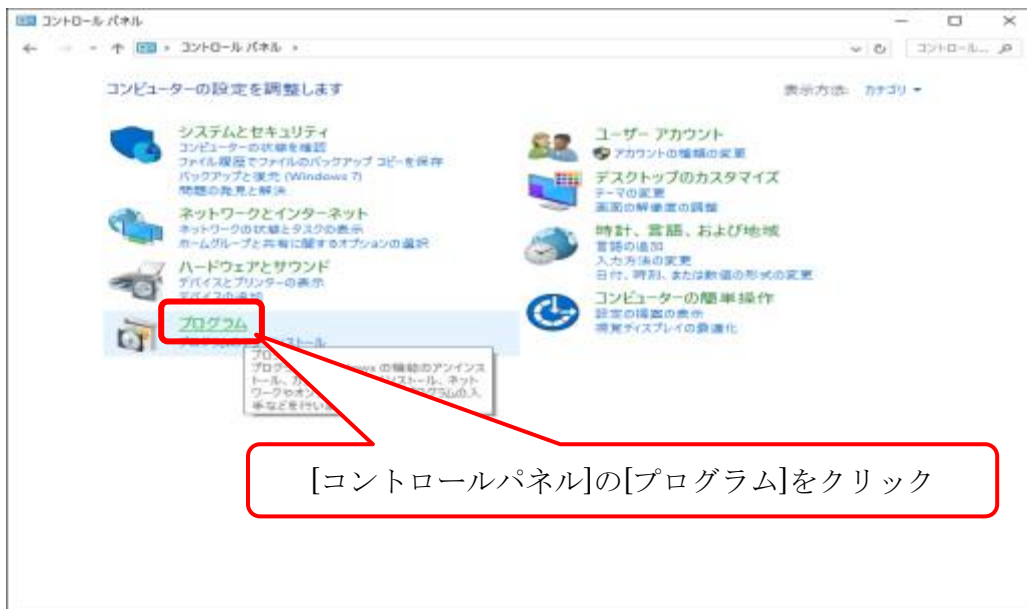 コントロール パネル
コントロール パネル
コントロール...
コンピューターの設定を調整します
表示方法: カテゴリ
システムとセキュリティ
コンピューターの状態を確認
ファイル履歴でファイルのバックアップ コピーを保存
バックアップと復元 (Windows 7)
問題の発見と解決
ネットワークとインターネット
ネットワークの状態とタスクの表示
ホームグループと共有に関するオプションの選択
ハードウェアとサウンド
デバイスとプリンターの表示
デバイスの追加
プログラム
ユーザー アカウント
アカウントの種類の変更
デスクトップのカスタマイズ
テーマの変更
画面の解像度の調整
時計、言語、および地域
言語の追加
入力方法の変更
日付、時刻、または数値の形式の変更
コンピューターの簡単操作
設定の提案の表示
視覚ディスプレイの最適化
[コントロールパネル]の[プログラム]をクリック